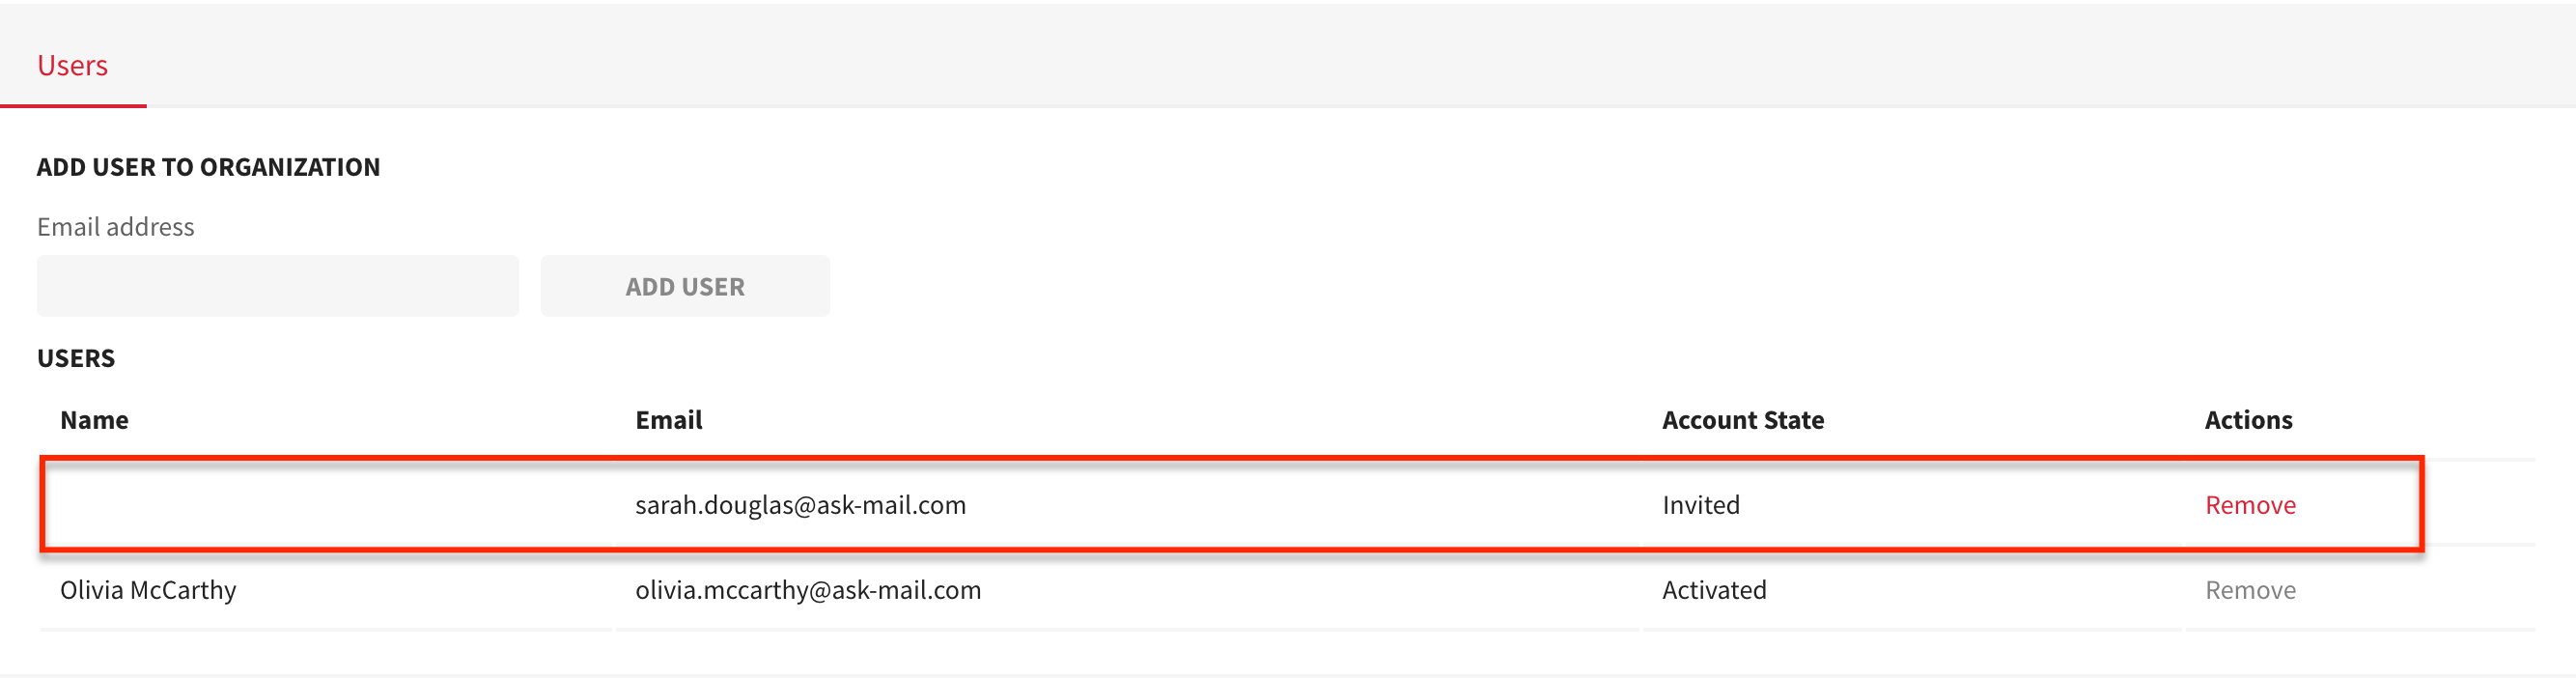 Users
ADD USER TO ORGANIZATION
Email address
ADD USER
USERS
Name Email Account State Actions
sarah.douglas@ask-mail.com Invited Remove
Olivia McCarthy olivia.mccarthy@ask-mail.com Activated Remove